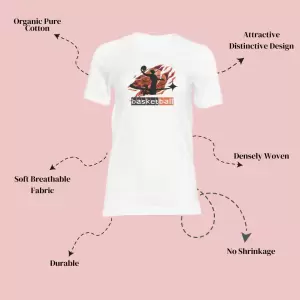 Organic Pure
Cotton
Attractive
Distinctive Design
basketball
Densely Woven
Soft Breathable
Fabric
No Shrinkage
Durable